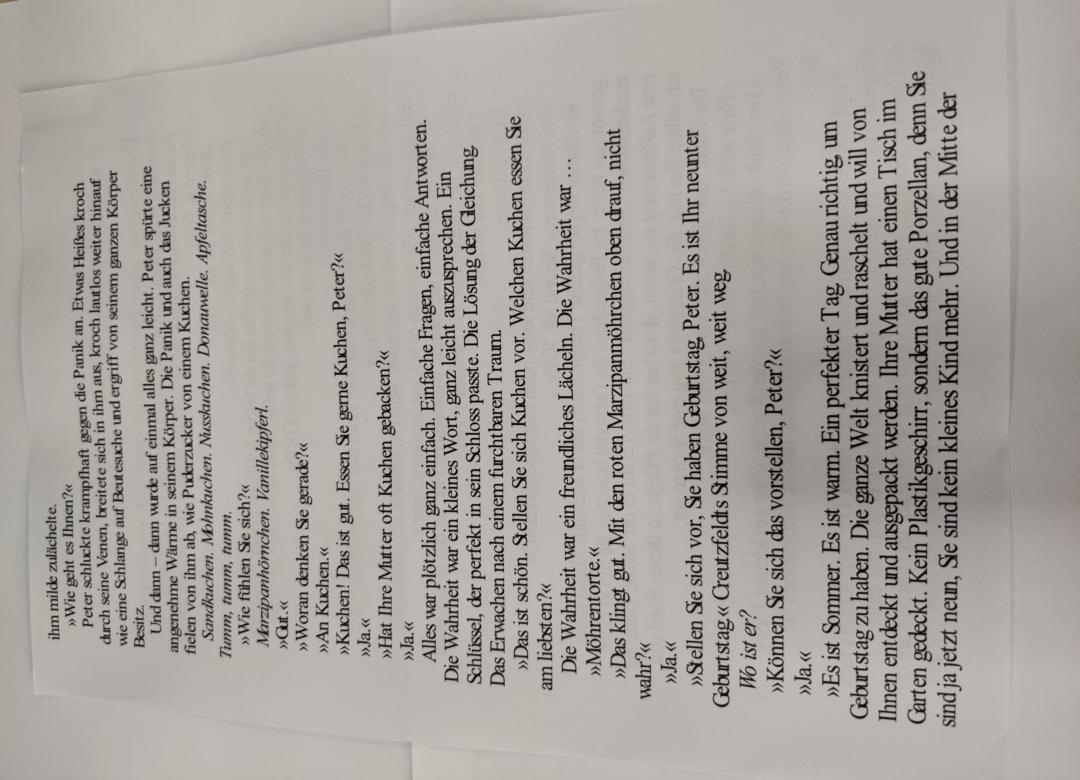 ihm milde zulächelte.
»Wie geht es Ihnen?«
Peter schluckte krampfhaft gegen die Panik an. Etwas Heißes kroch
durch seine Venen, breitete sich in ihm aus, kroch lautlos weiter hinauf
wie eine Schlange auf Beutesuche und ergriff von seinem ganzen Körper
Besitz.
Und dann – dann wurde auf einmal alles ganz leicht. Peter spürte eine
angenehme Wärme in seinem Körper. Die Panik und auch das Jucken
fielen von ihm ab, wie Puderzucker von einem Kuchen.
Sandkuchen. Mohnkuchen. Nusskuchen. Donauwelle. Apfeltasche.
Tumm, tumm, tumm.
»Wie fühlen Sie sich?«
Marzipanhörnchen. Vanillekipferl.
»Gut.«
»Woran denken Sie gerade?«
»An Kuchen.«
»Kuchen! Das ist gut. Essen Sie gerne Kuchen, Peter?«
»Ja.«
»Hat Ihre Mutter oft Kuchen gebacken?«
»Ja.«
Alles war plötzlich ganz einfach. Einfache Fragen, einfache Antworten.
Die Wahrheit war ein kleines Wort, ganz leicht auszusprechen. Ein
Schlüssel, der perfekt in sein Schloss passte. Die Lösung der Gleichung.
Das Erwachen nach einem furchtbaren Traum.
»Das ist schön. Stellen Sie sich Kuchen vor. Welchen Kuchen essen Sie
am liebsten?«
Die Wahrheit war ein freundliches Lächeln. Die Wahrheit war …
»Möhrentorte.«
»Das klingt gut. Mit den roten Marzipanmöhrchen oben drauf, nicht
wahr?«
»Ja.«
»Stellen Sie sich vor, Sie haben Geburtstag, Peter. Es ist Ihr neunter
Geburtstag.« Creutzfeldts Stimme von weit, weit weg.
Wo ist er?
»Können Sie sich das vorstellen, Peter?«
»Ja.«
»Es ist Sommer. Es ist warm. Ein perfekter Tag. Genau richtig, um
Geburtstag zu haben. Die ganze Welt knistert und raschelt und will von
Ihnen entdeckt und ausgepackt werden. Ihre Mutter hat einen Tisch im
Garten gedeckt. Kein Plastikgeschirr, sondern das gute Porzellan, denn Sie
sind ja jetzt neun, Sie sind kein kleines Kind mehr. Und in der Mitte der